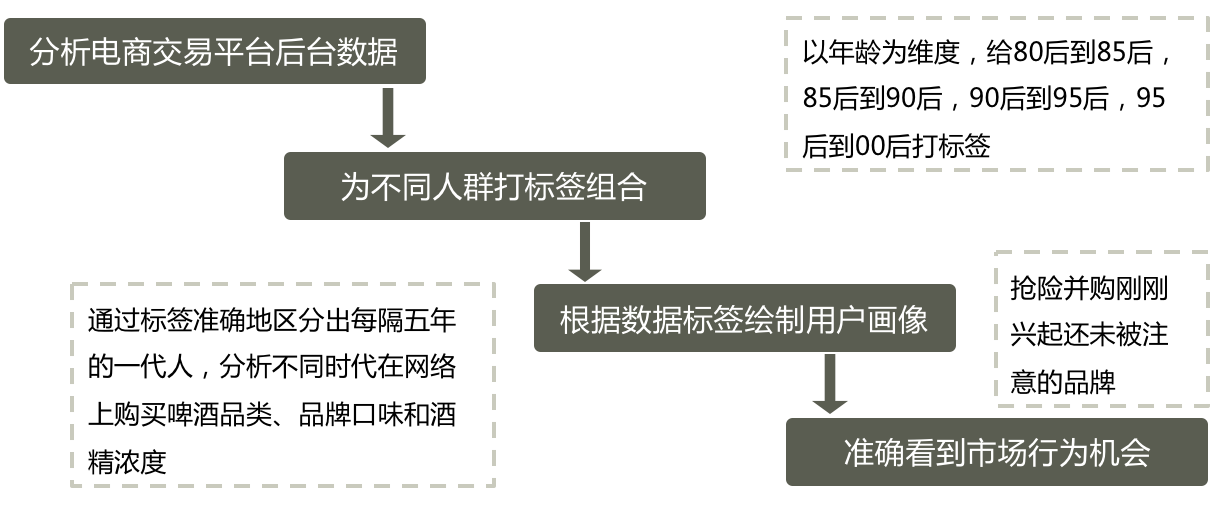 分析电商交易平台后台数据
以年龄为维度，给80后到85后，
85后到90后，90后到95后，95
后到00后打标签
为不同人群打标签组合
通过标签准确地区分出每隔五年
的一代人，分析不同时代在网络
上购买啤酒品类、品牌口味和酒
精浓度
根据数据标签绘制用户画像
抢险并购刚刚
兴起还未被注
意的品牌
准确看到市场行为机会